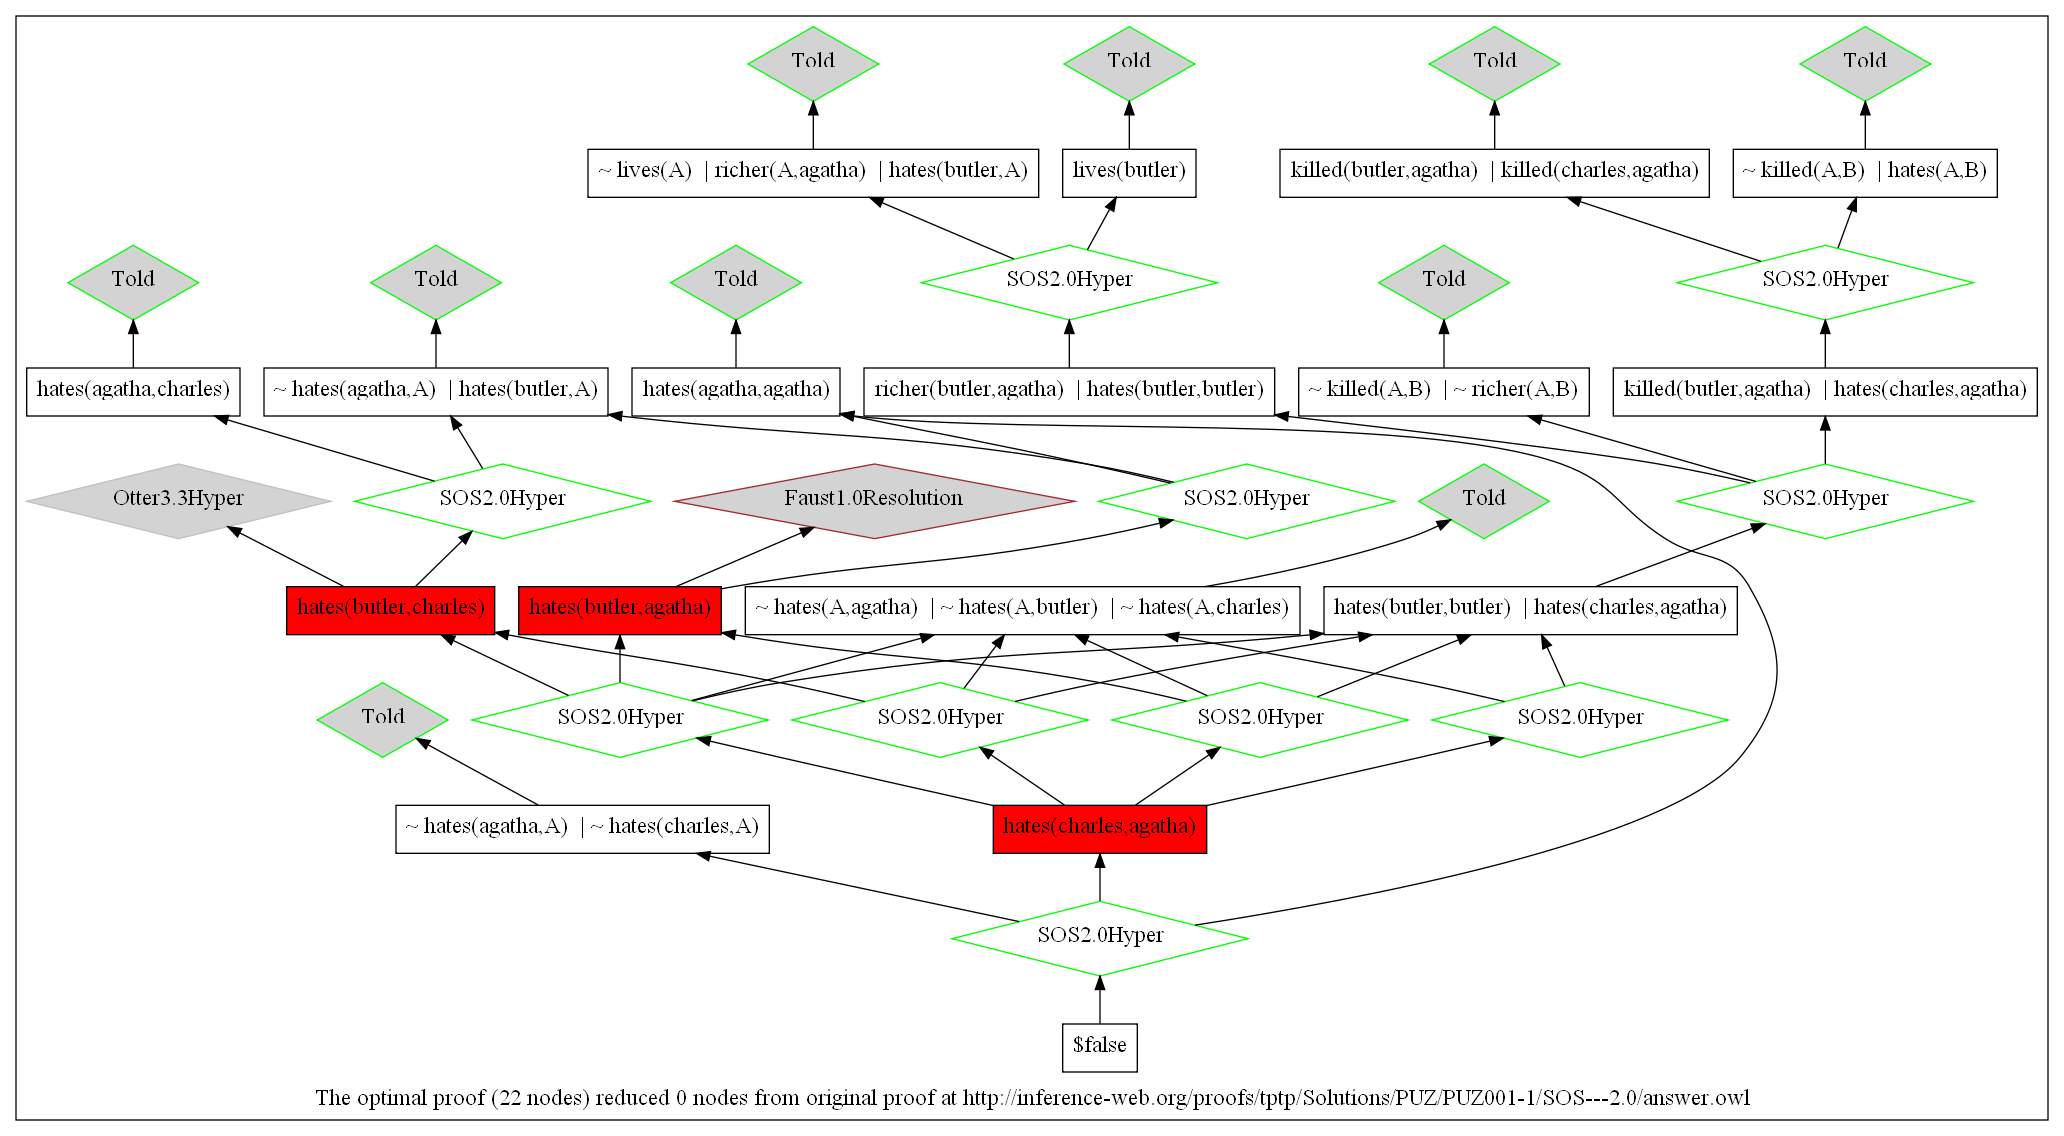 Told
Told
Told
Told
~ lives(A) | richer(A,agatha) | hates(butler,A)
lives(butler)
killed(butler,agatha) | killed(charles,agatha)
~ killed(A,B) | hates(A,B)
Told
Told
Told
SOS2.0Hyper
Told
SOS2.0Hyper
hates(agatha,charles)
~ hates(agatha,A) | hates(butler,A)
hates(agatha,agatha)
richer(butler,agatha) | hates(butler,butler)
~ killed(A,B) | ~ richer(A,B)
killed(butler,agatha) | hates(charles,agatha)
Otter3.3Hyper
SOS2.0Hyper
Faust1.0Resolution
SOS2.0Hyper
Told
SOS2.0Hyper
hates(butler,charles)
hates(butler,agatha)
~ hates(A,agatha) | ~ hates(A,butler) | ~ hates(A,charles)
hates(butler,butler) | hates(charles,agatha)
Told
SOS2.0Hyper
SOS2.0Hyper
SOS2.0Hyper
SOS2.0Hyper
~ hates(agatha,A) | ~ hates(charles,A)
hates(charles,agatha)
SOS2.0Hyper
$false
The optimal proof (22 nodes) reduced 0 nodes from original proof at http://inference-web.org/proofs/tptp/Solutions/PUZ/PUZ001-1/SOS---2.0/answer.owl